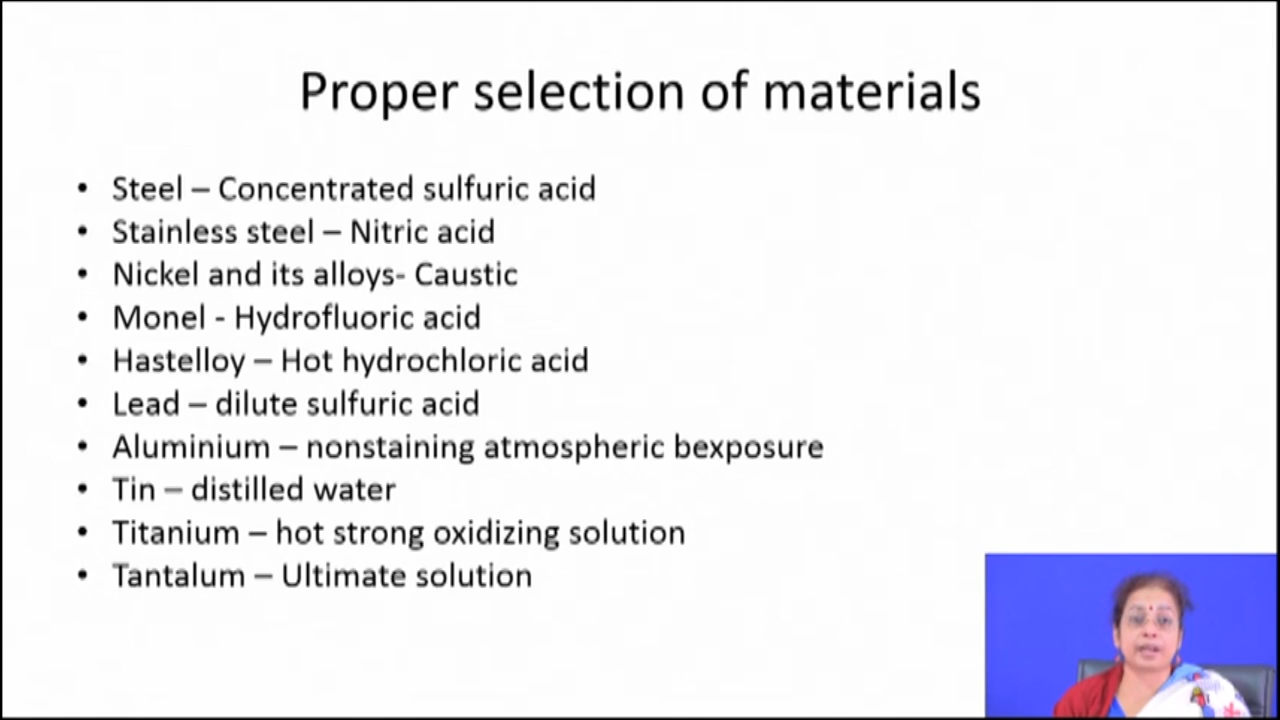 Proper selection of materials
• Steel – Concentrated sulfuric acid
• Stainless steel – Nitric acid
• Nickel and its alloys- Caustic
• Monel - Hydrofluoric acid
• Hastelloy – Hot hydrochloric acid
• Lead – dilute sulfuric acid
• Aluminium – nonstaining atmospheric bexposure
• Tin – distilled water
• Titanium – hot strong oxidizing solution
• Tantalum – Ultimate solution